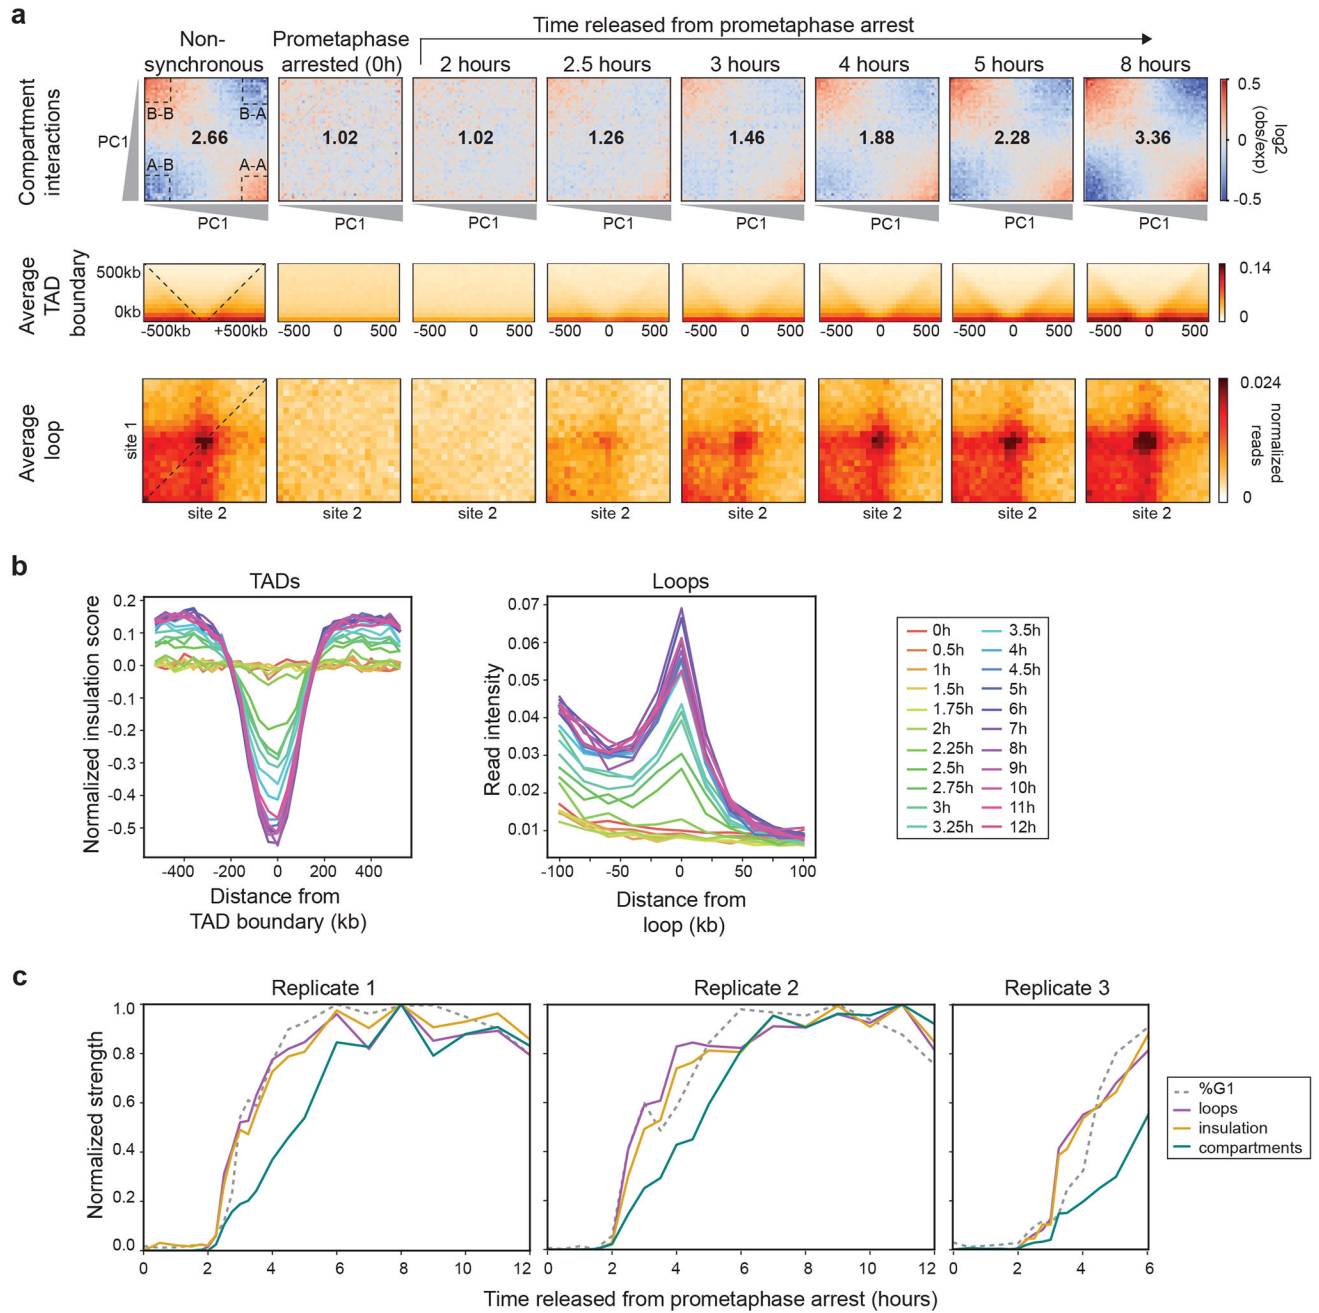 a
Time released from prometaphase arrest
Non-
synchronous
Prometaphase
arrested (0h)
2 hours
2.5 hours
3 hours
4 hours
5 hours
8 hours
Compartment
interactions
PC1
B-B
B-A
A-B
A-A
2.66
1.02
1.02
1.26
1.46
1.88
2.28
3.36
0.5
0
-0.5
log2
(obs/exp)
PC1
PC1
PC1
PC1
PC1
PC1
PC1
PC1
Average
TAD
boundary
500kb
0kb
-500kb
+500kb
-500 0 500
-500 0 500
-500 0 500
-500 0 500
-500 0 500
-500 0 500
-500 0 500
0.14
0
Average
loop
site 1
site 2
site 2
site 2
site 2
site 2
site 2
site 2
site 2
0.024
0
normalized
reads
b
TADs
Normalized insulation score
0.2
0.1
0.0
-0.1
-0.2
-0.3
-0.4
-0.5
-400 -200 0 200 400
Distance from
TAD boundary (kb)
Loops
Read intensity
0.07
0.06
0.05
0.04
0.03
0.02
0.01
-100 -50 0 50 100
Distance from
loop (kb)
0h
0.5h
1h
1.5h
1.75h
2h
2.25h
2.5h
2.75h
3h
3.25h
3.5h
4h
4.5h
5h
6h
7h
8h
9h
10h
11h
12h
c
Replicate 1
Replicate 2
Replicate 3
Normalized strength
1.0
0.8
0.6
0.4
0.2
0.0
0 2 4 6 8 10 12
0 2 4 6 8 10 12
0 2 4 6
Time released from prometaphase arrest (hours)
%G1
loops
insulation
compartments